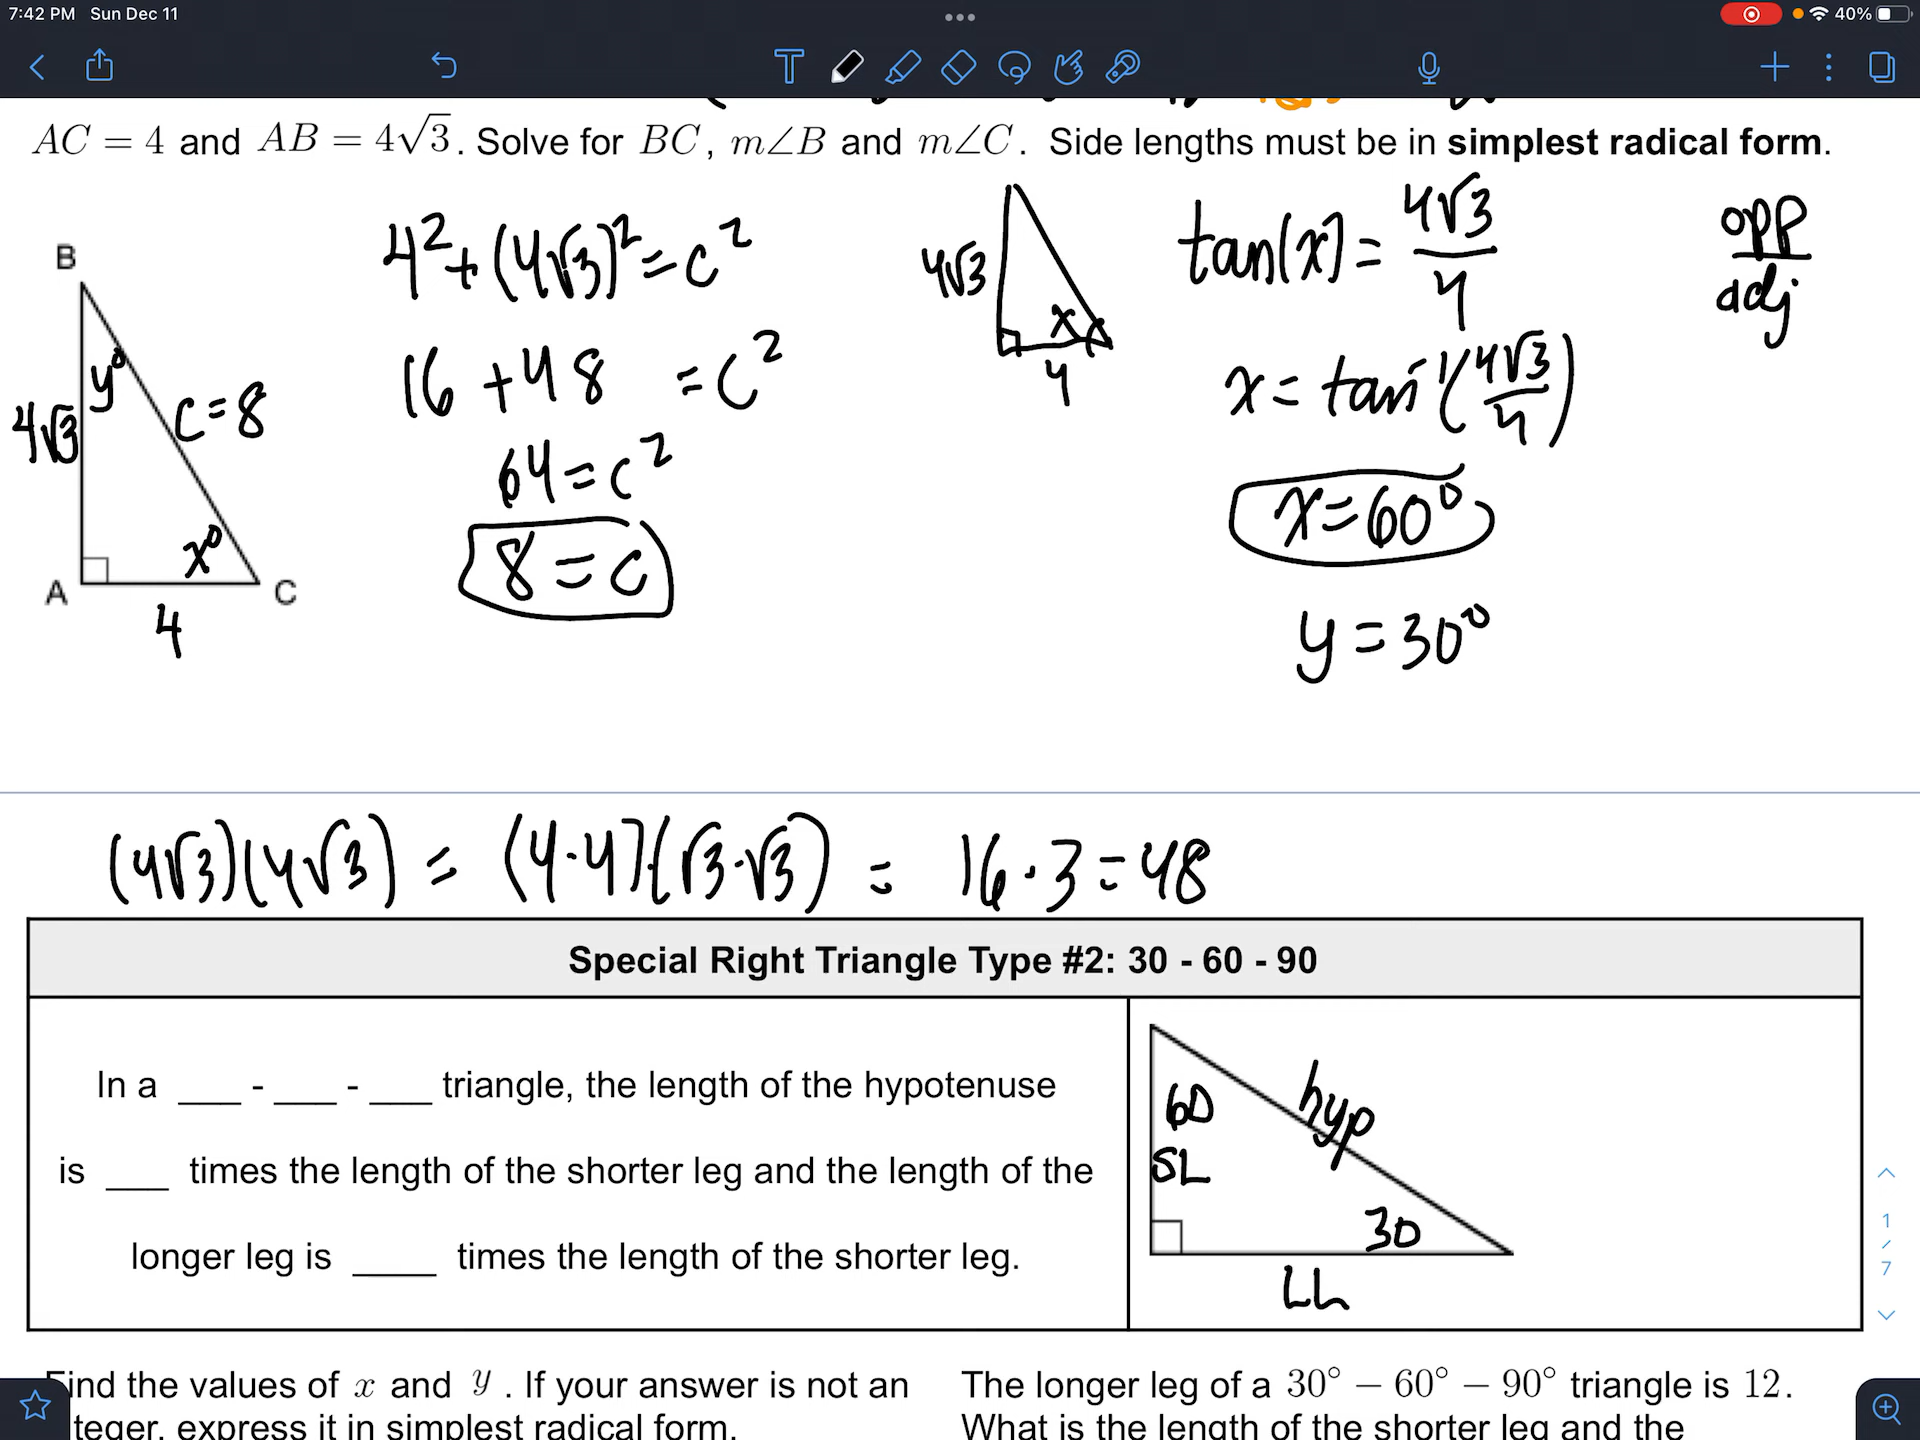 7:42 PM Sun Dec 11
40%
AC = 4 and AB = 4√3. Solve for BC, m∠B and m∠C. Side lengths must be in simplest radical form.
B
y°
4√3
c=8
x°
A
C
4
4² + (4√3)² = c²
16 + 48 = c²
64 = c²
8 = c
4√3
x
4
tan(x) = 4√3/4
opp/adj
x = tan⁻¹(4√3/4)
x = 60°
y = 30°
(4√3)(4√3) = (4·4)·(√3·√3) = 16·3 = 48
Special Right Triangle Type #2: 30 - 60 - 90
In a ___ - ___ - ___ triangle, the length of the hypotenuse
is ___ times the length of the shorter leg and the length of the
longer leg is ____ times the length of the shorter leg.
60
hyp
SL
30
LL
1
/
7
Find the values of x and y. If your answer is not an
teger, express it in simplest radical form.
The longer leg of a 30° − 60° − 90° triangle is 12.
What is the length of the shorter leg and the